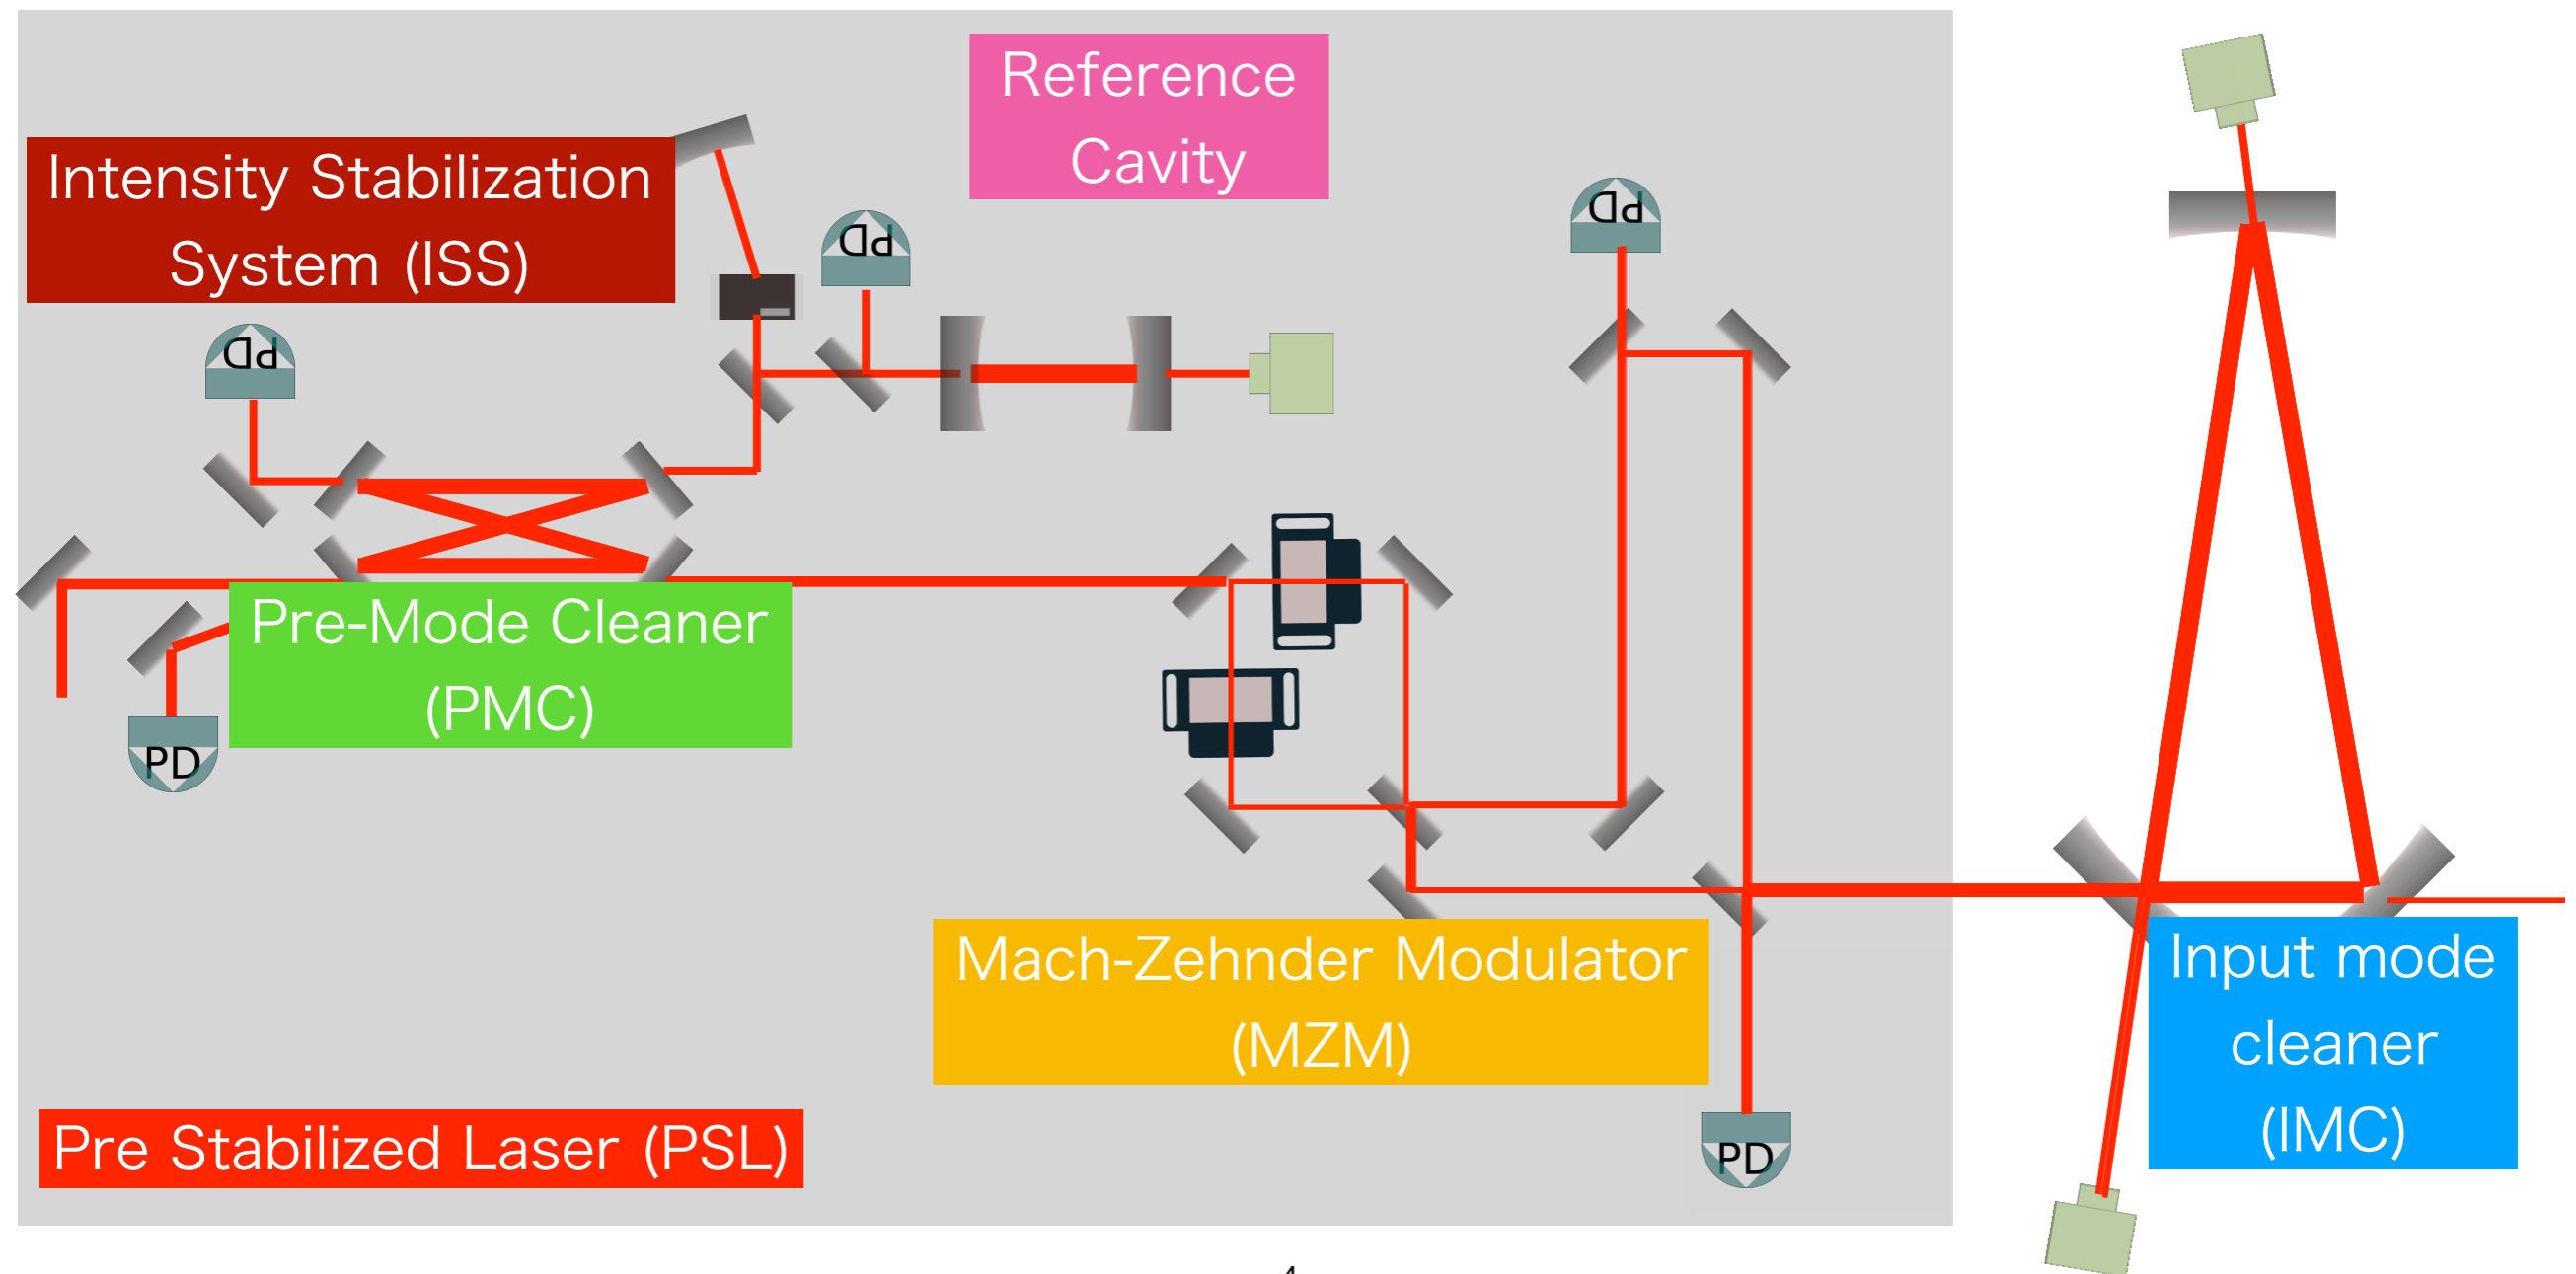 Reference
Cavity
Intensity Stabilization
System (ISS)
PD
PD
PD
Pre-Mode Cleaner
(PMC)
PD
Mach-Zehnder Modulator
(MZM)
Input mode
cleaner
(IMC)
Pre Stabilized Laser (PSL)
PD